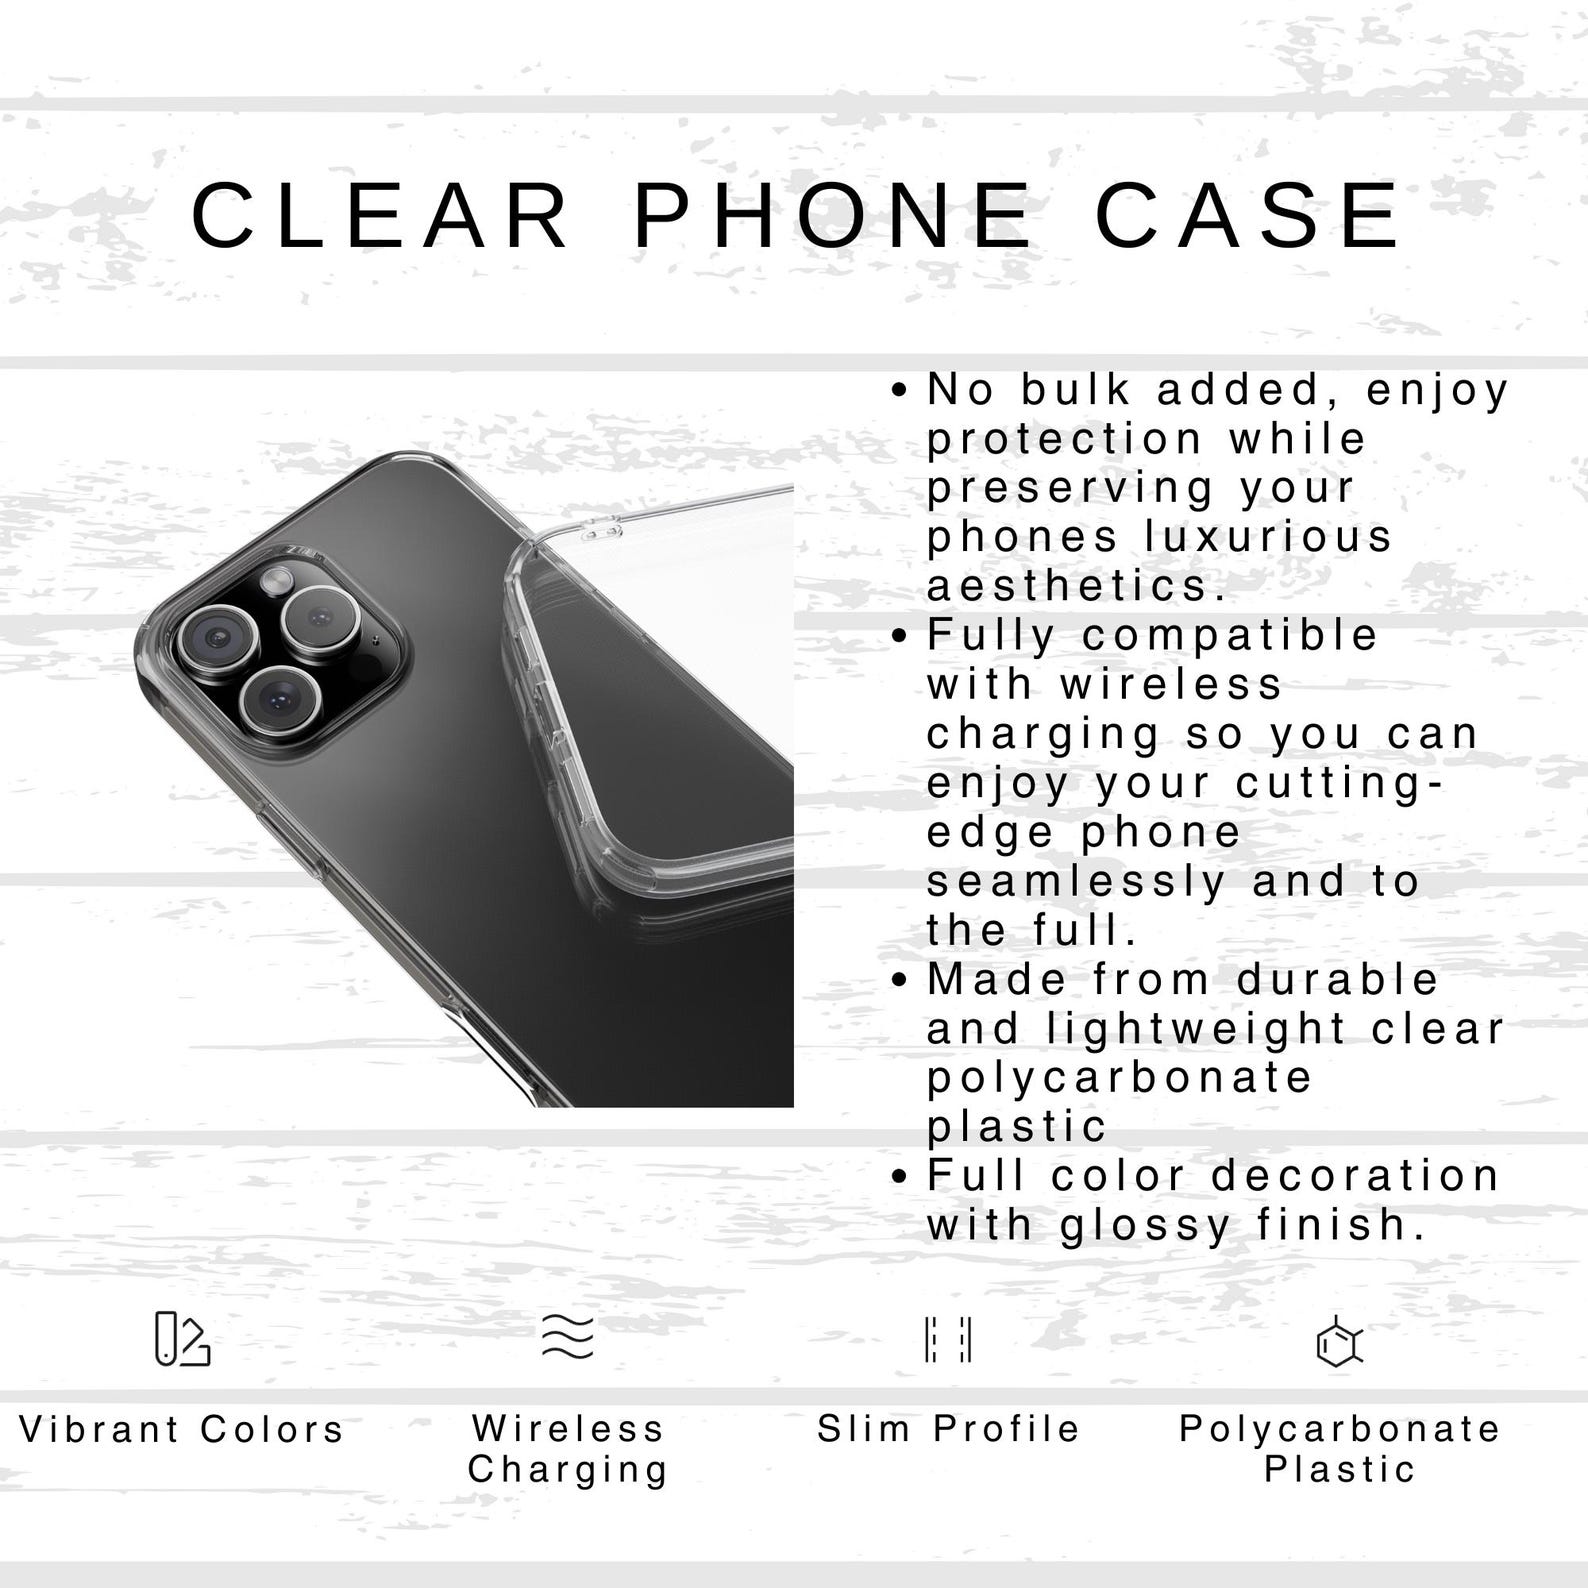 CLEAR PHONE CASE
• No bulk added, enjoy
protection while
preserving your
phones luxurious
aesthetics.
• Fully compatible
with wireless
charging so you can
enjoy your cutting-
edge phone
seamlessly and to
the full.
• Made from durable
and lightweight clear
polycarbonate
plastic
• Full color decoration
with glossy finish.
Vibrant Colors
Wireless
Charging
Slim Profile
Polycarbonate
Plastic